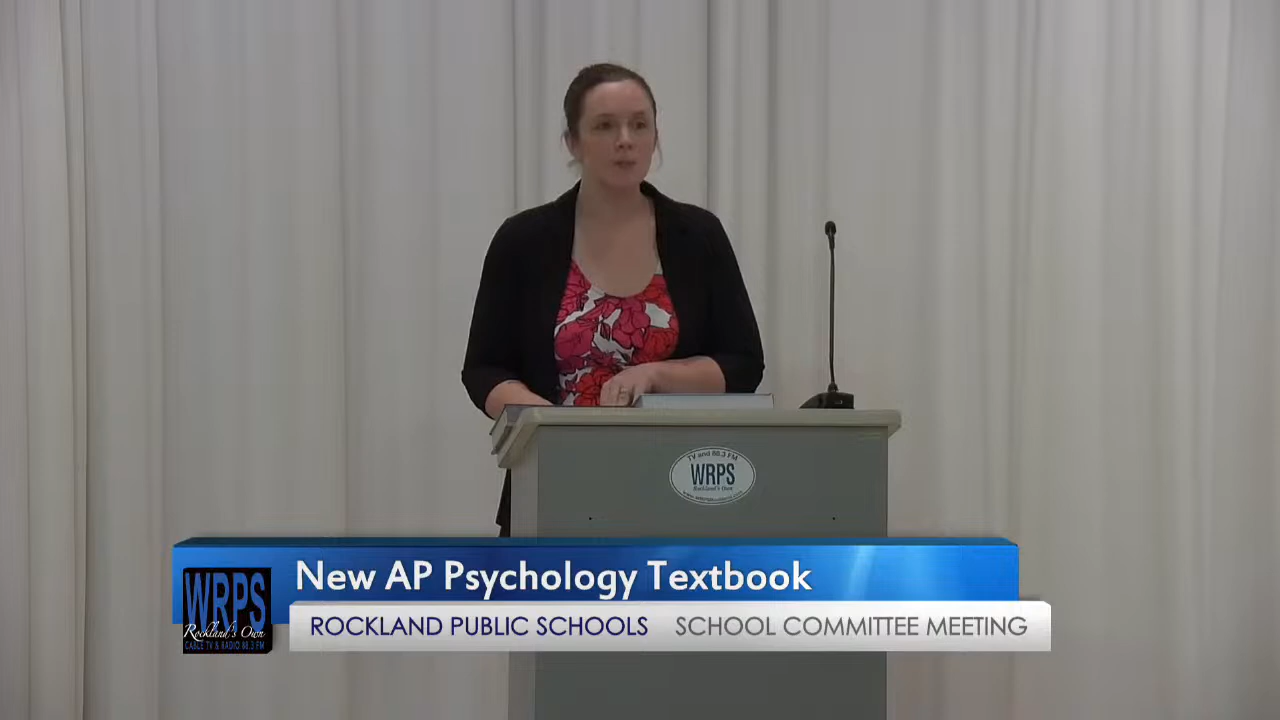 TV and 88.3 FM
WRPS
Rockland's Own
New AP Psychology Textbook
WRPS
Rockland's Own
CABLE TV & RADIO 88.3 FM
ROCKLAND PUBLIC SCHOOLS SCHOOL COMMITTEE MEETING